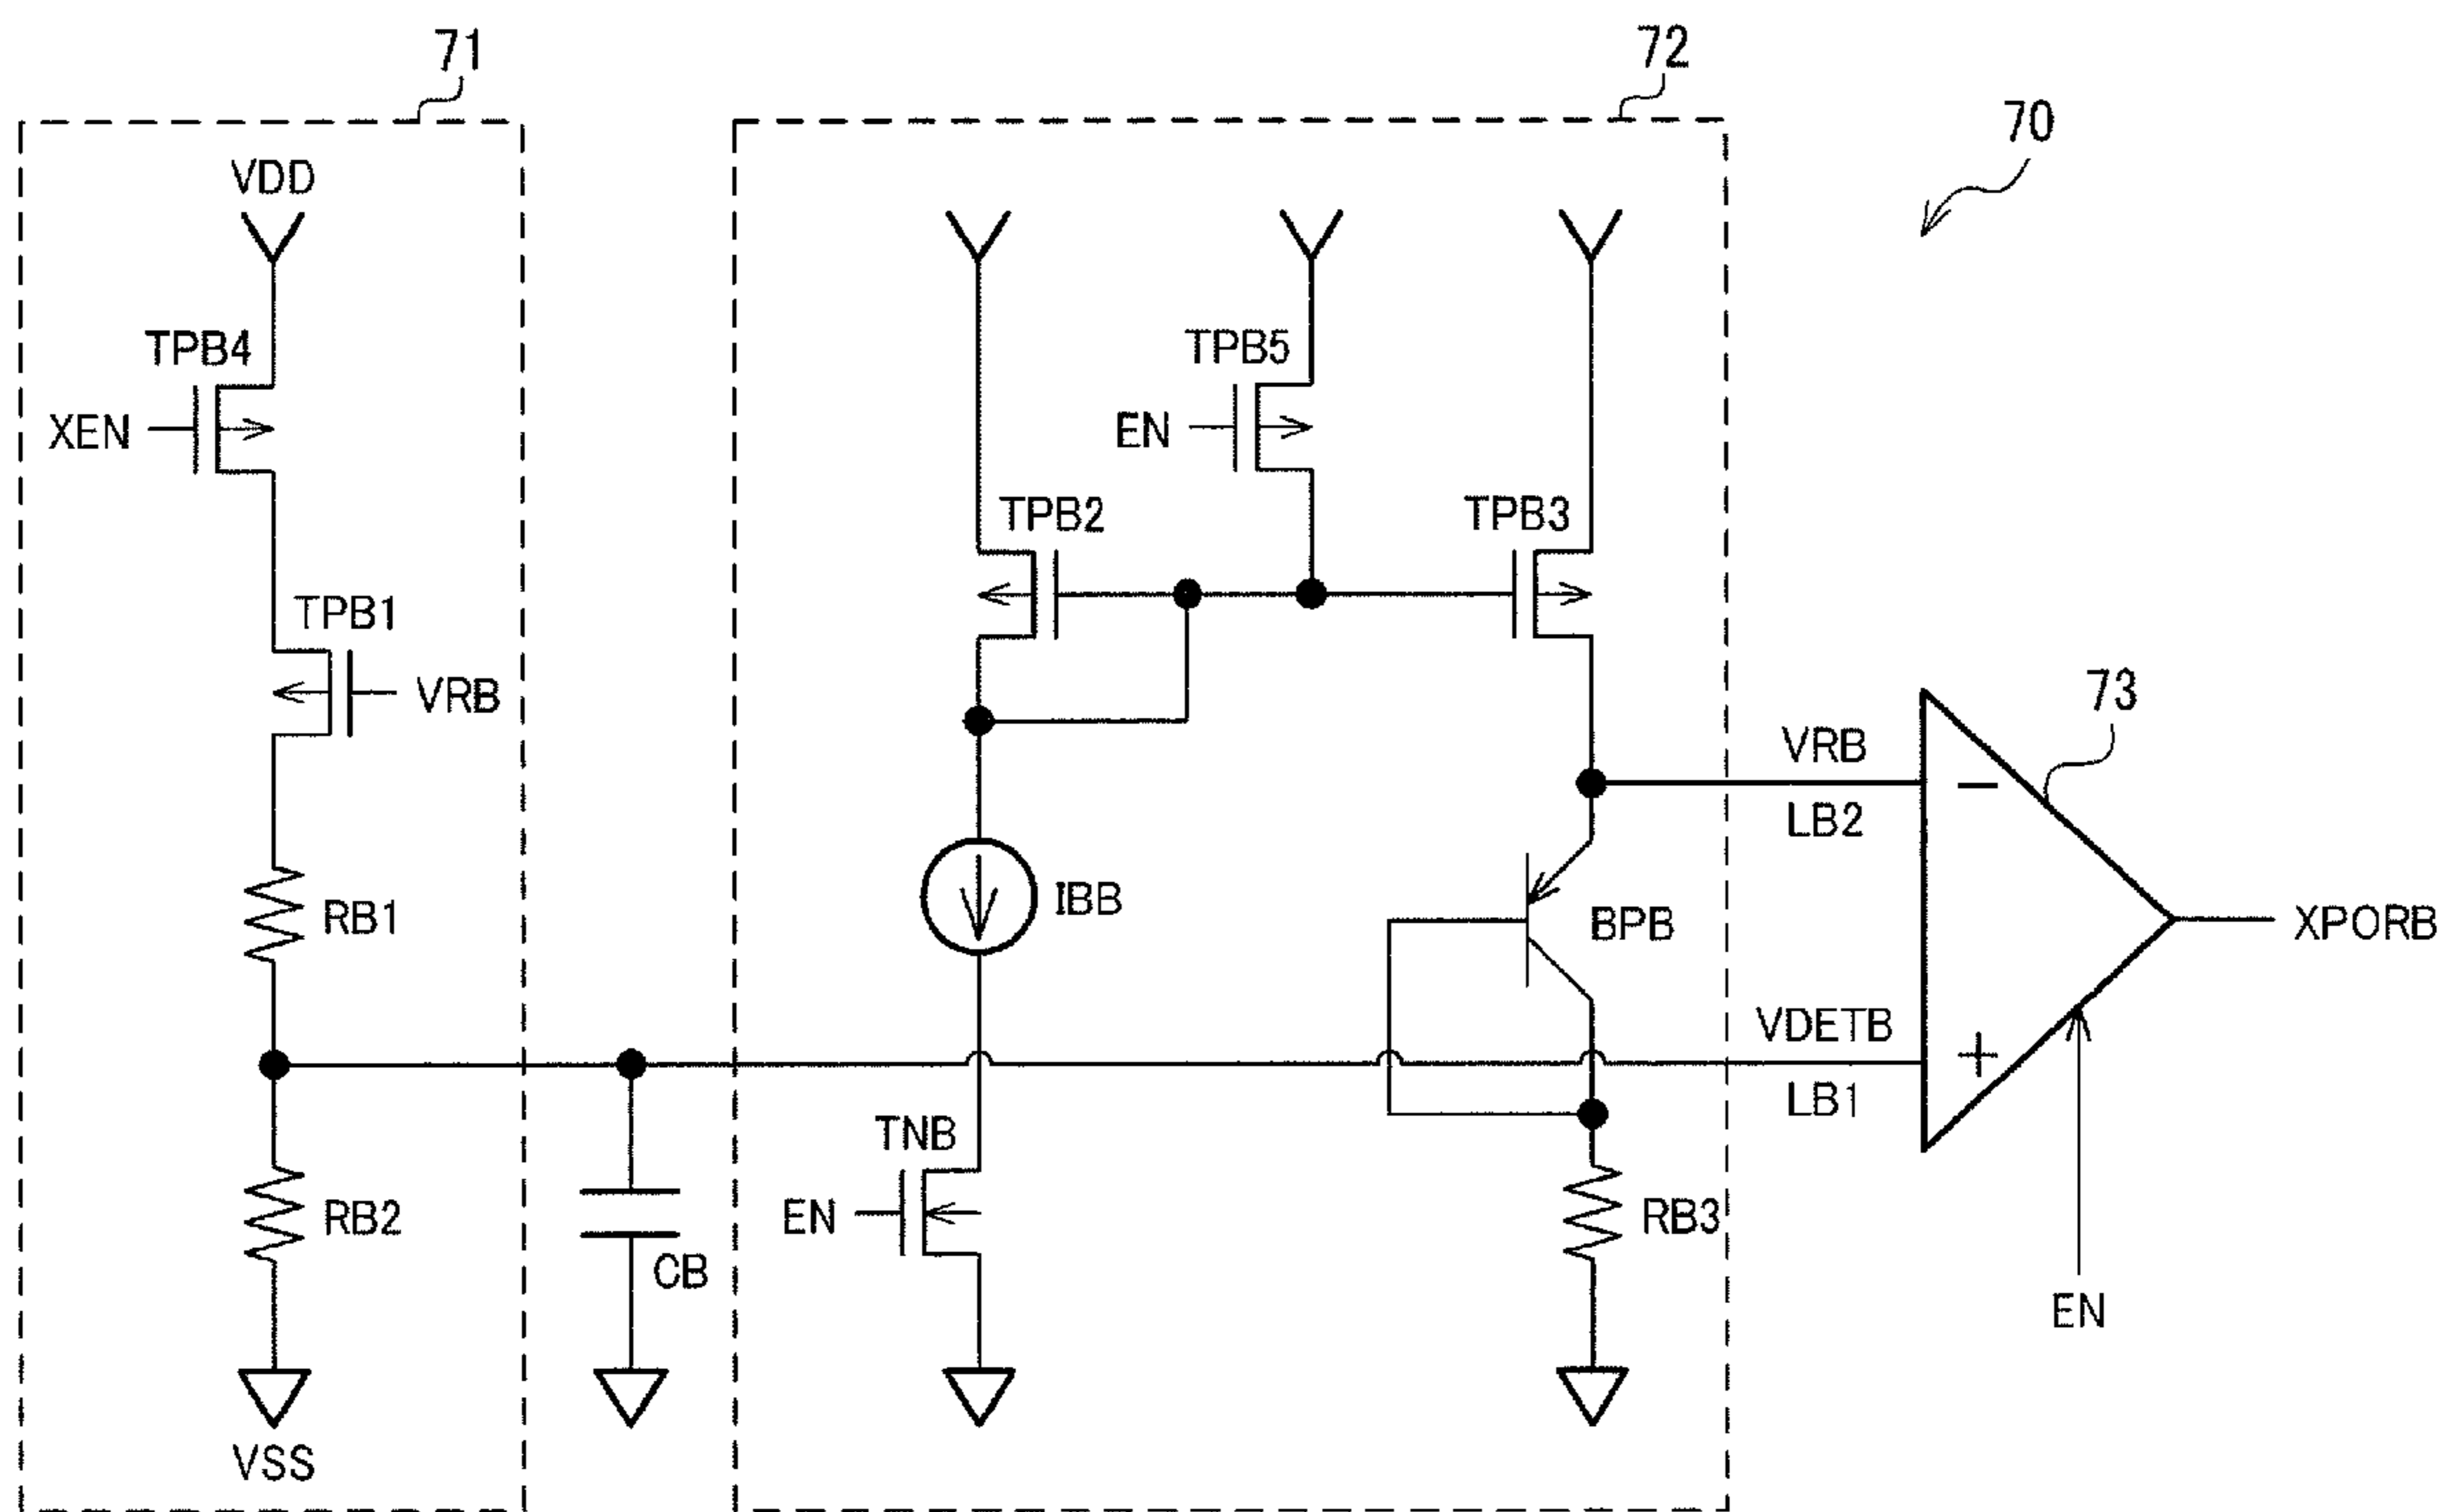 71
72
70
VDD
TPB4
TPB5
XEN
EN
TPB2
TPB3
TPB1
VRB
73
VRB
LB2
IBB
RB1
BPB
XPORB
VDETB
LB1
TNB
RB2
EN
RB3
CB
EN
VSS